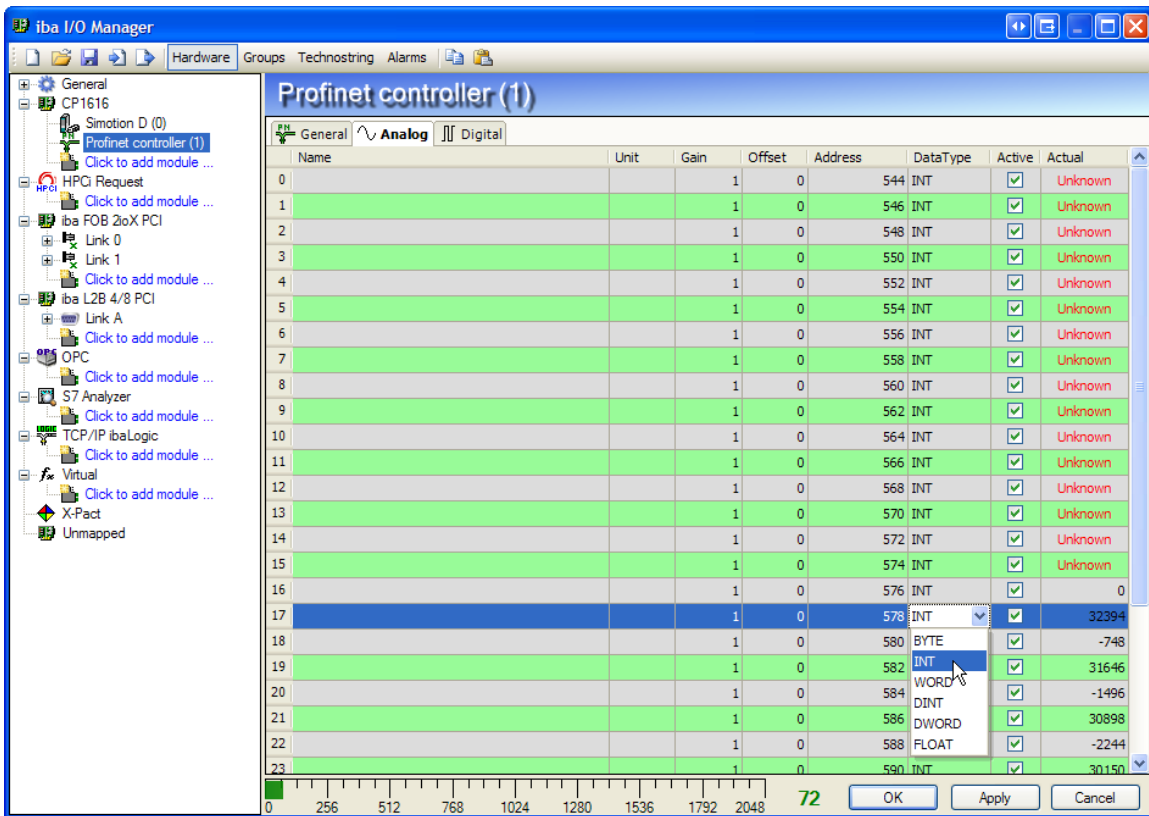 iba I/O Manager
Hardware Groups Technostring Alarms
General
CP1616
Simotion D (0)
Profinet controller (1)
Click to add module ...
HPCi Request
Click to add module ...
iba FOB 2ioX PCI
Link 0
Link 1
Click to add module ...
iba L2B 4/8 PCI
Link A
Click to add module ...
OPC
Click to add module ...
S7 Analyzer
Click to add module ...
TCP/IP ibaLogic
Click to add module ...
Virtual
Click to add module ...
X-Pact
Unmapped
Profinet controller (1)
General Analog Digital
Name Unit Gain Offset Address DataType Active Actual
0 1 0 544 INT Unknown
1 1 0 546 INT Unknown
2 1 0 548 INT Unknown
3 1 0 550 INT Unknown
4 1 0 552 INT Unknown
5 1 0 554 INT Unknown
6 1 0 556 INT Unknown
7 1 0 558 INT Unknown
8 1 0 560 INT Unknown
9 1 0 562 INT Unknown
10 1 0 564 INT Unknown
11 1 0 566 INT Unknown
12 1 0 568 INT Unknown
13 1 0 570 INT Unknown
14 1 0 572 INT Unknown
15 1 0 574 INT Unknown
16 1 0 576 INT 0
17 1 0 578 INT 32394
18 1 0 580 BYTE -748
19 1 0 582 INT 31646
WORD
20 1 0 584 DINT -1496
21 1 0 586 DWORD 30898
22 1 0 588 FLOAT -2244
23 1 0 590 INT 30150
0 256 512 768 1024 1280 1536 1792 2048 72 OK Apply Cancel